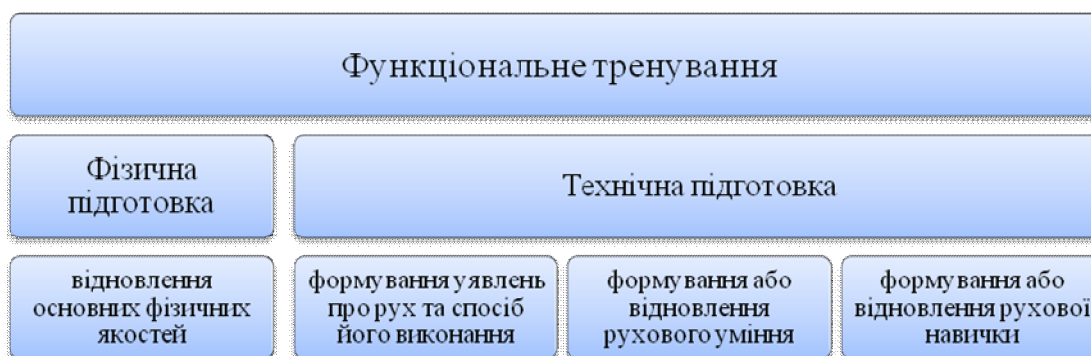 Функціональне тренування
Фізична
підготовка
Технічна підготовка
відновлення
основних фізичних
якостей
формування уявлень
про рух та спосіб
його виконання
формування або
відновлення
рухового уміння
формування або
відновлення рухової
навички